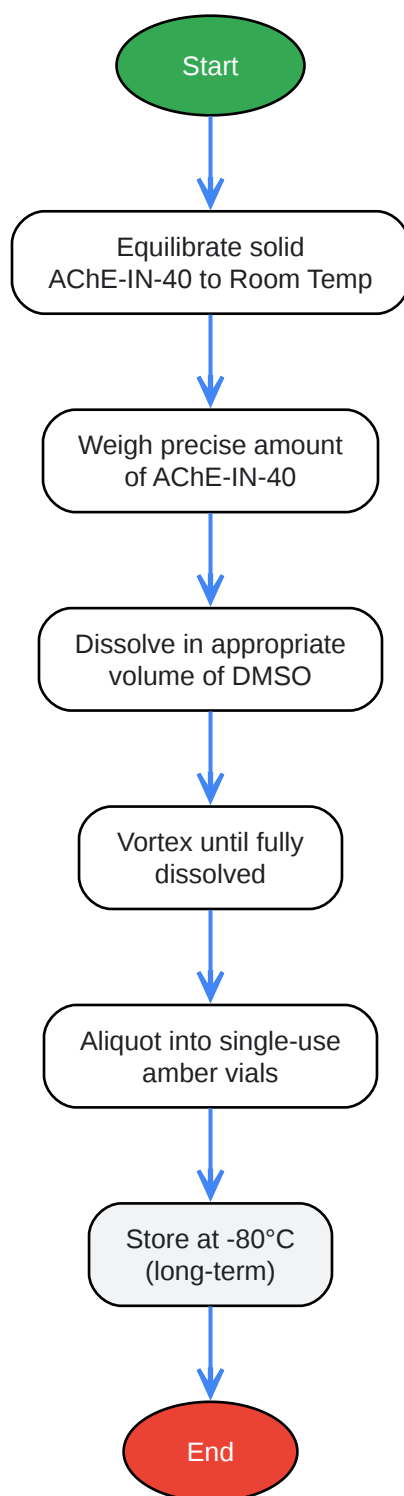 Start
Equilibrate solid
AChE-IN-40 to Room Temp
Weigh precise amount
of AChE-IN-40
Dissolve in appropriate
volume of DMSO
Vortex until fully
dissolved
Aliquot into single-use
amber vials
Store at -80°C
(long-term)
End